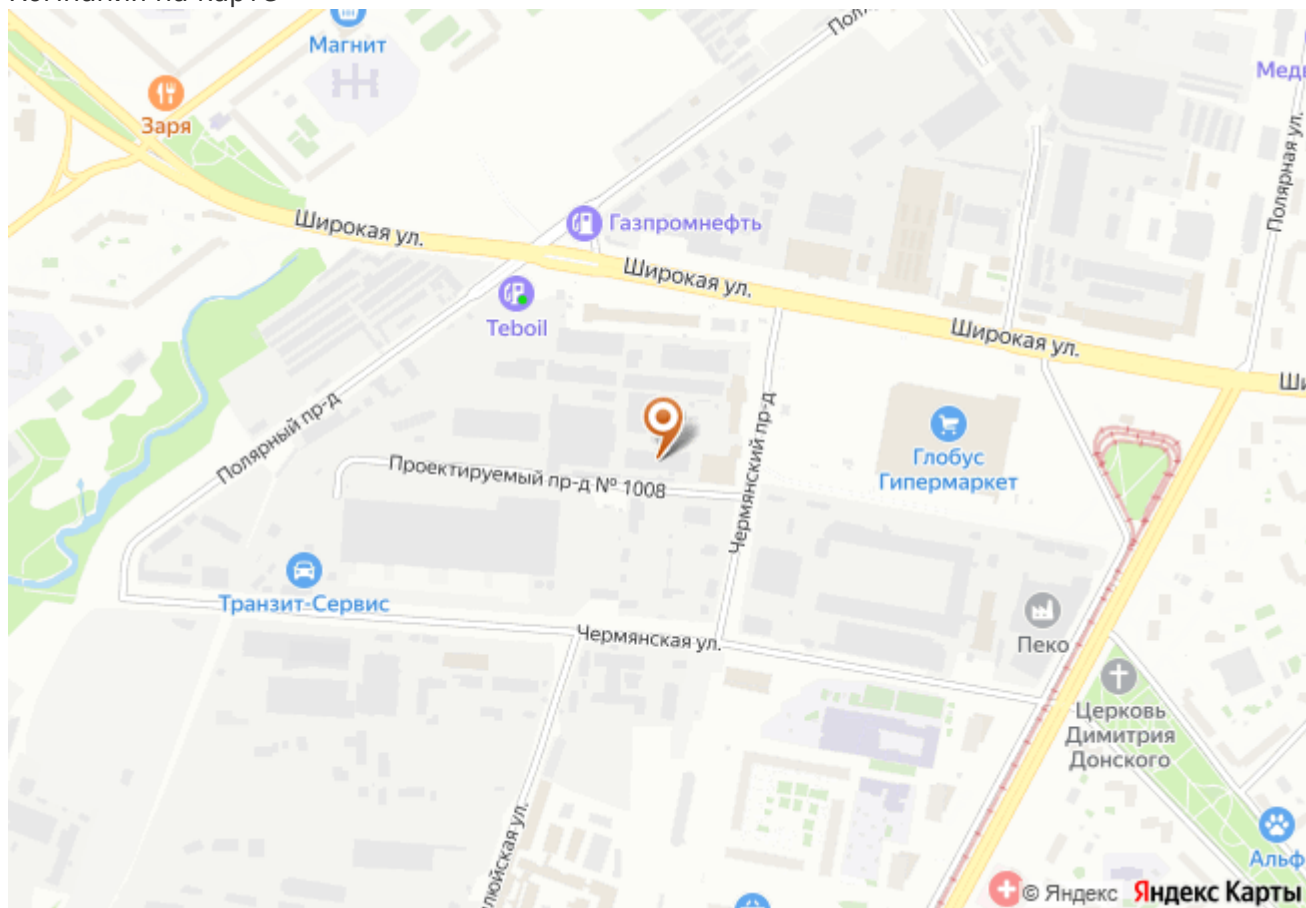 Магнит
Заря
Широкая ул.
Газпромнефть
Teboil
Широкая ул.
Широкая ул.
Полярная ул.
Полярный пр-д
Проектируемый пр-д № 1008
Чермянский пр-д
Глобус
Гипермаркет
Транзит-Сервис
Чермянская ул.
Пеко
Церковь
Димитрия
Донского
© Яндекс Яндекс Карты